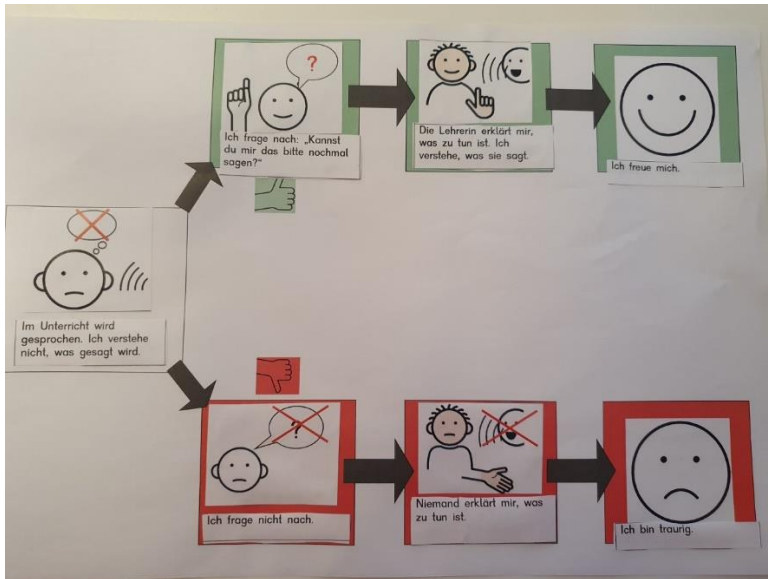 ?
Ich frage nach: „Kannst
du mir das bitte nochmal
sagen?"
Die Lehrerin erklärt mir,
was zu tun ist. Ich
verstehe, was sie sagt.
Ich freue mich.
Im Unterricht wird
gesprochen. Ich verstehe
nicht, was gesagt wird.
?
Ich frage nicht nach.
Niemand erklärt mir, was
zu tun ist.
Ich bin traurig.